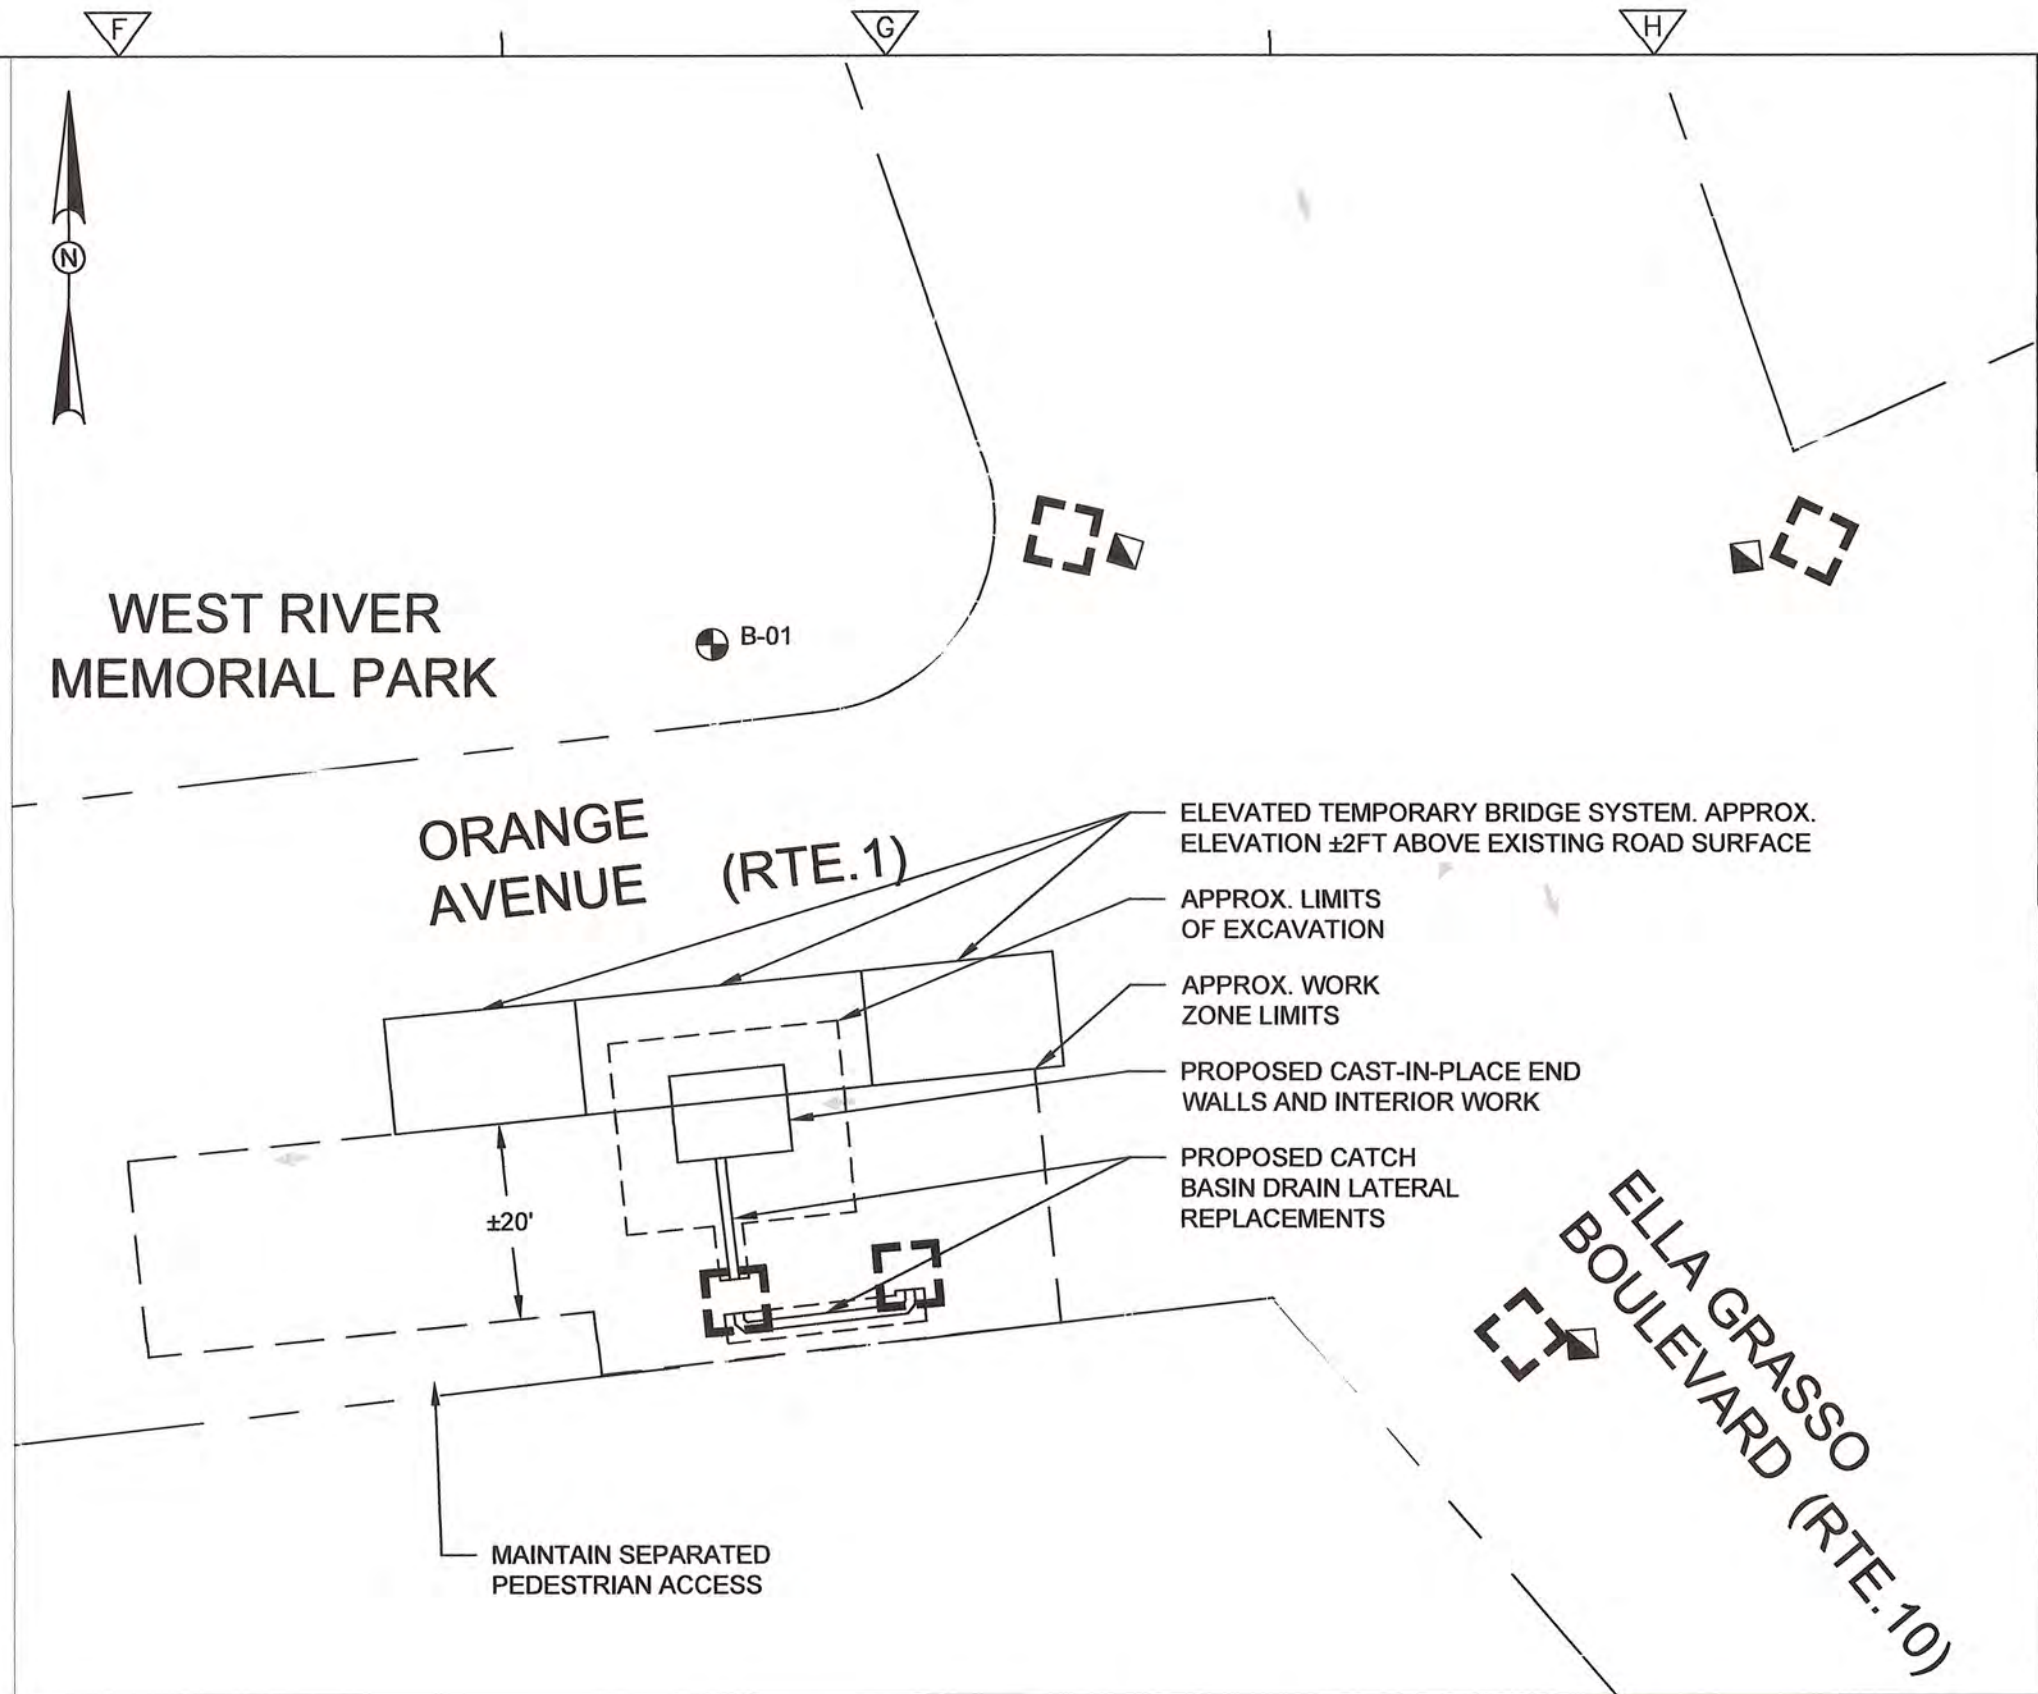 F
G
H
N
WEST RIVER
MEMORIAL PARK
B-01
ORANGE
AVENUE
(RTE.1)
ELEVATED TEMPORARY BRIDGE SYSTEM. APPROX.
ELEVATION ±2FT ABOVE EXISTING ROAD SURFACE
APPROX. LIMITS
OF EXCAVATION
APPROX. WORK
ZONE LIMITS
PROPOSED CAST-IN-PLACE END
WALLS AND INTERIOR WORK
PROPOSED CATCH
BASIN DRAIN LATERAL
REPLACEMENTS
±20'
ELLA GRASSO
BOULEVARD (RTE.10)
MAINTAIN SEPARATED
PEDESTRIAN ACCESS